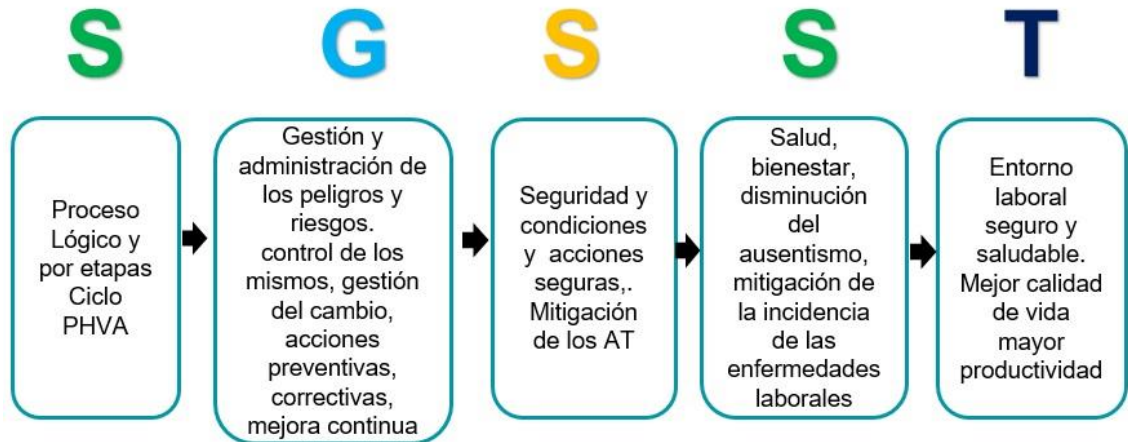 S G S S T
Proceso
Lógico y
por etapas
Ciclo
PHVA
Gestión y
administración de
los peligros y
riesgos.
control de los
mismos, gestión
del cambio,
acciones
preventivas,
correctivas,
mejora continua
Seguridad y
condiciones
y acciones
seguras,.
Mitigación
de los AT
Salud,
bienestar,
disminución
del
ausentismo,
mitigación de
la incidencia
de las
enfermedades
laborales
Entorno
laboral
seguro y
saludable.
Mejor calidad
de vida
mayor
productividad